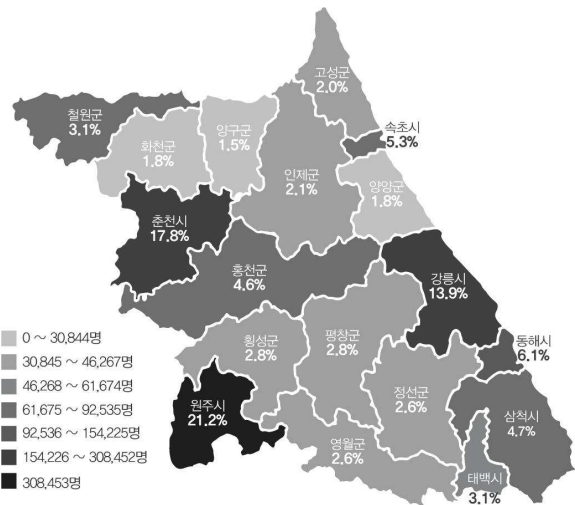 고성군
2.0%
철원군
3.1%
속초시
5.3%
양구군
1.5%
화천군
1.8%
인제군
2.1%
양양군
1.8%
춘천시
17.8%
홍천군
4.6%
강릉시
13.9%
횡성군
2.8%
평창군
2.8%
동해시
6.1%
원주시
21.2%
정선군
2.6%
삼척시
4.7%
영월군
2.6%
태백시
3.1%
0 ~ 30,844명
30,845 ~ 46,267명
46,268 ~ 61,674명
61,675 ~ 92,535명
92,536 ~ 154,225명
154,226 ~ 308,452명
308,453명